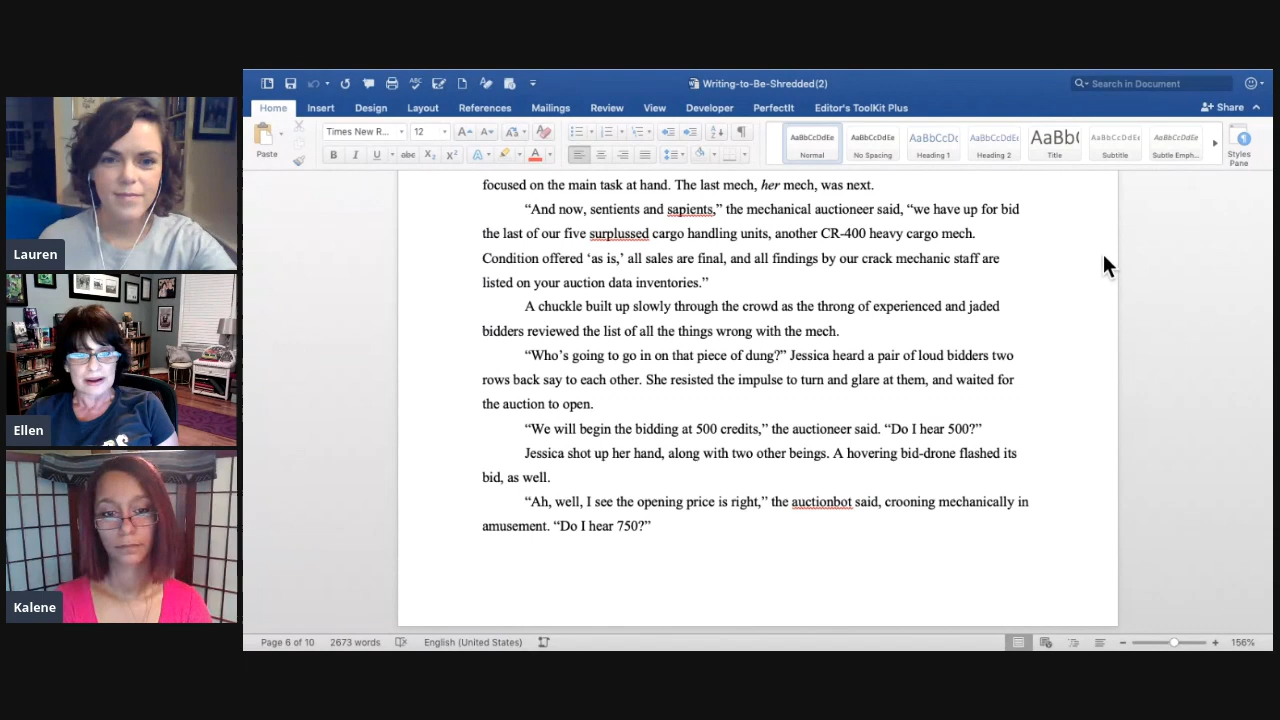 Writing-to-Be-Shredded(2)
Search in Document
Home Insert Design Layout References Mailings Review View Developer PerfectIt Editor's ToolKit Plus
Share
Paste
Times New R... 12
AaBbCcDdEe AaBbCcDdEe AaBbCcDc AaBbCcDdEe AaBb( AaBbCcDdEe AaBbCcDdEe
Normal No Spacing Heading 1 Heading 2 Title Subtitle Subtle Emph...
Styles
Pane
focused on the main task at hand. The last mech, her mech, was next.
“And now, sentients and sapients,” the mechanical auctioneer said, “we have up for bid
the last of our five surplussed cargo handling units, another CR-400 heavy cargo mech.
Condition offered ‘as is,’ all sales are final, and all findings by our crack mechanic staff are
listed on your auction data inventories.”
A chuckle built up slowly through the crowd as the throng of experienced and jaded
bidders reviewed the list of all the things wrong with the mech.
“Who’s going to go in on that piece of dung?” Jessica heard a pair of loud bidders two
rows back say to each other. She resisted the impulse to turn and glare at them, and waited for
the auction to open.
“We will begin the bidding at 500 credits,” the auctioneer said. “Do I hear 500?”
Jessica shot up her hand, along with two other beings. A hovering bid-drone flashed its
bid, as well.
“Ah, well, I see the opening price is right,” the auctionbot said, crooning mechanically in
amusement. “Do I hear 750?”
Page 6 of 10 2673 words English (United States) 156%
Lauren
Ellen
Kalene